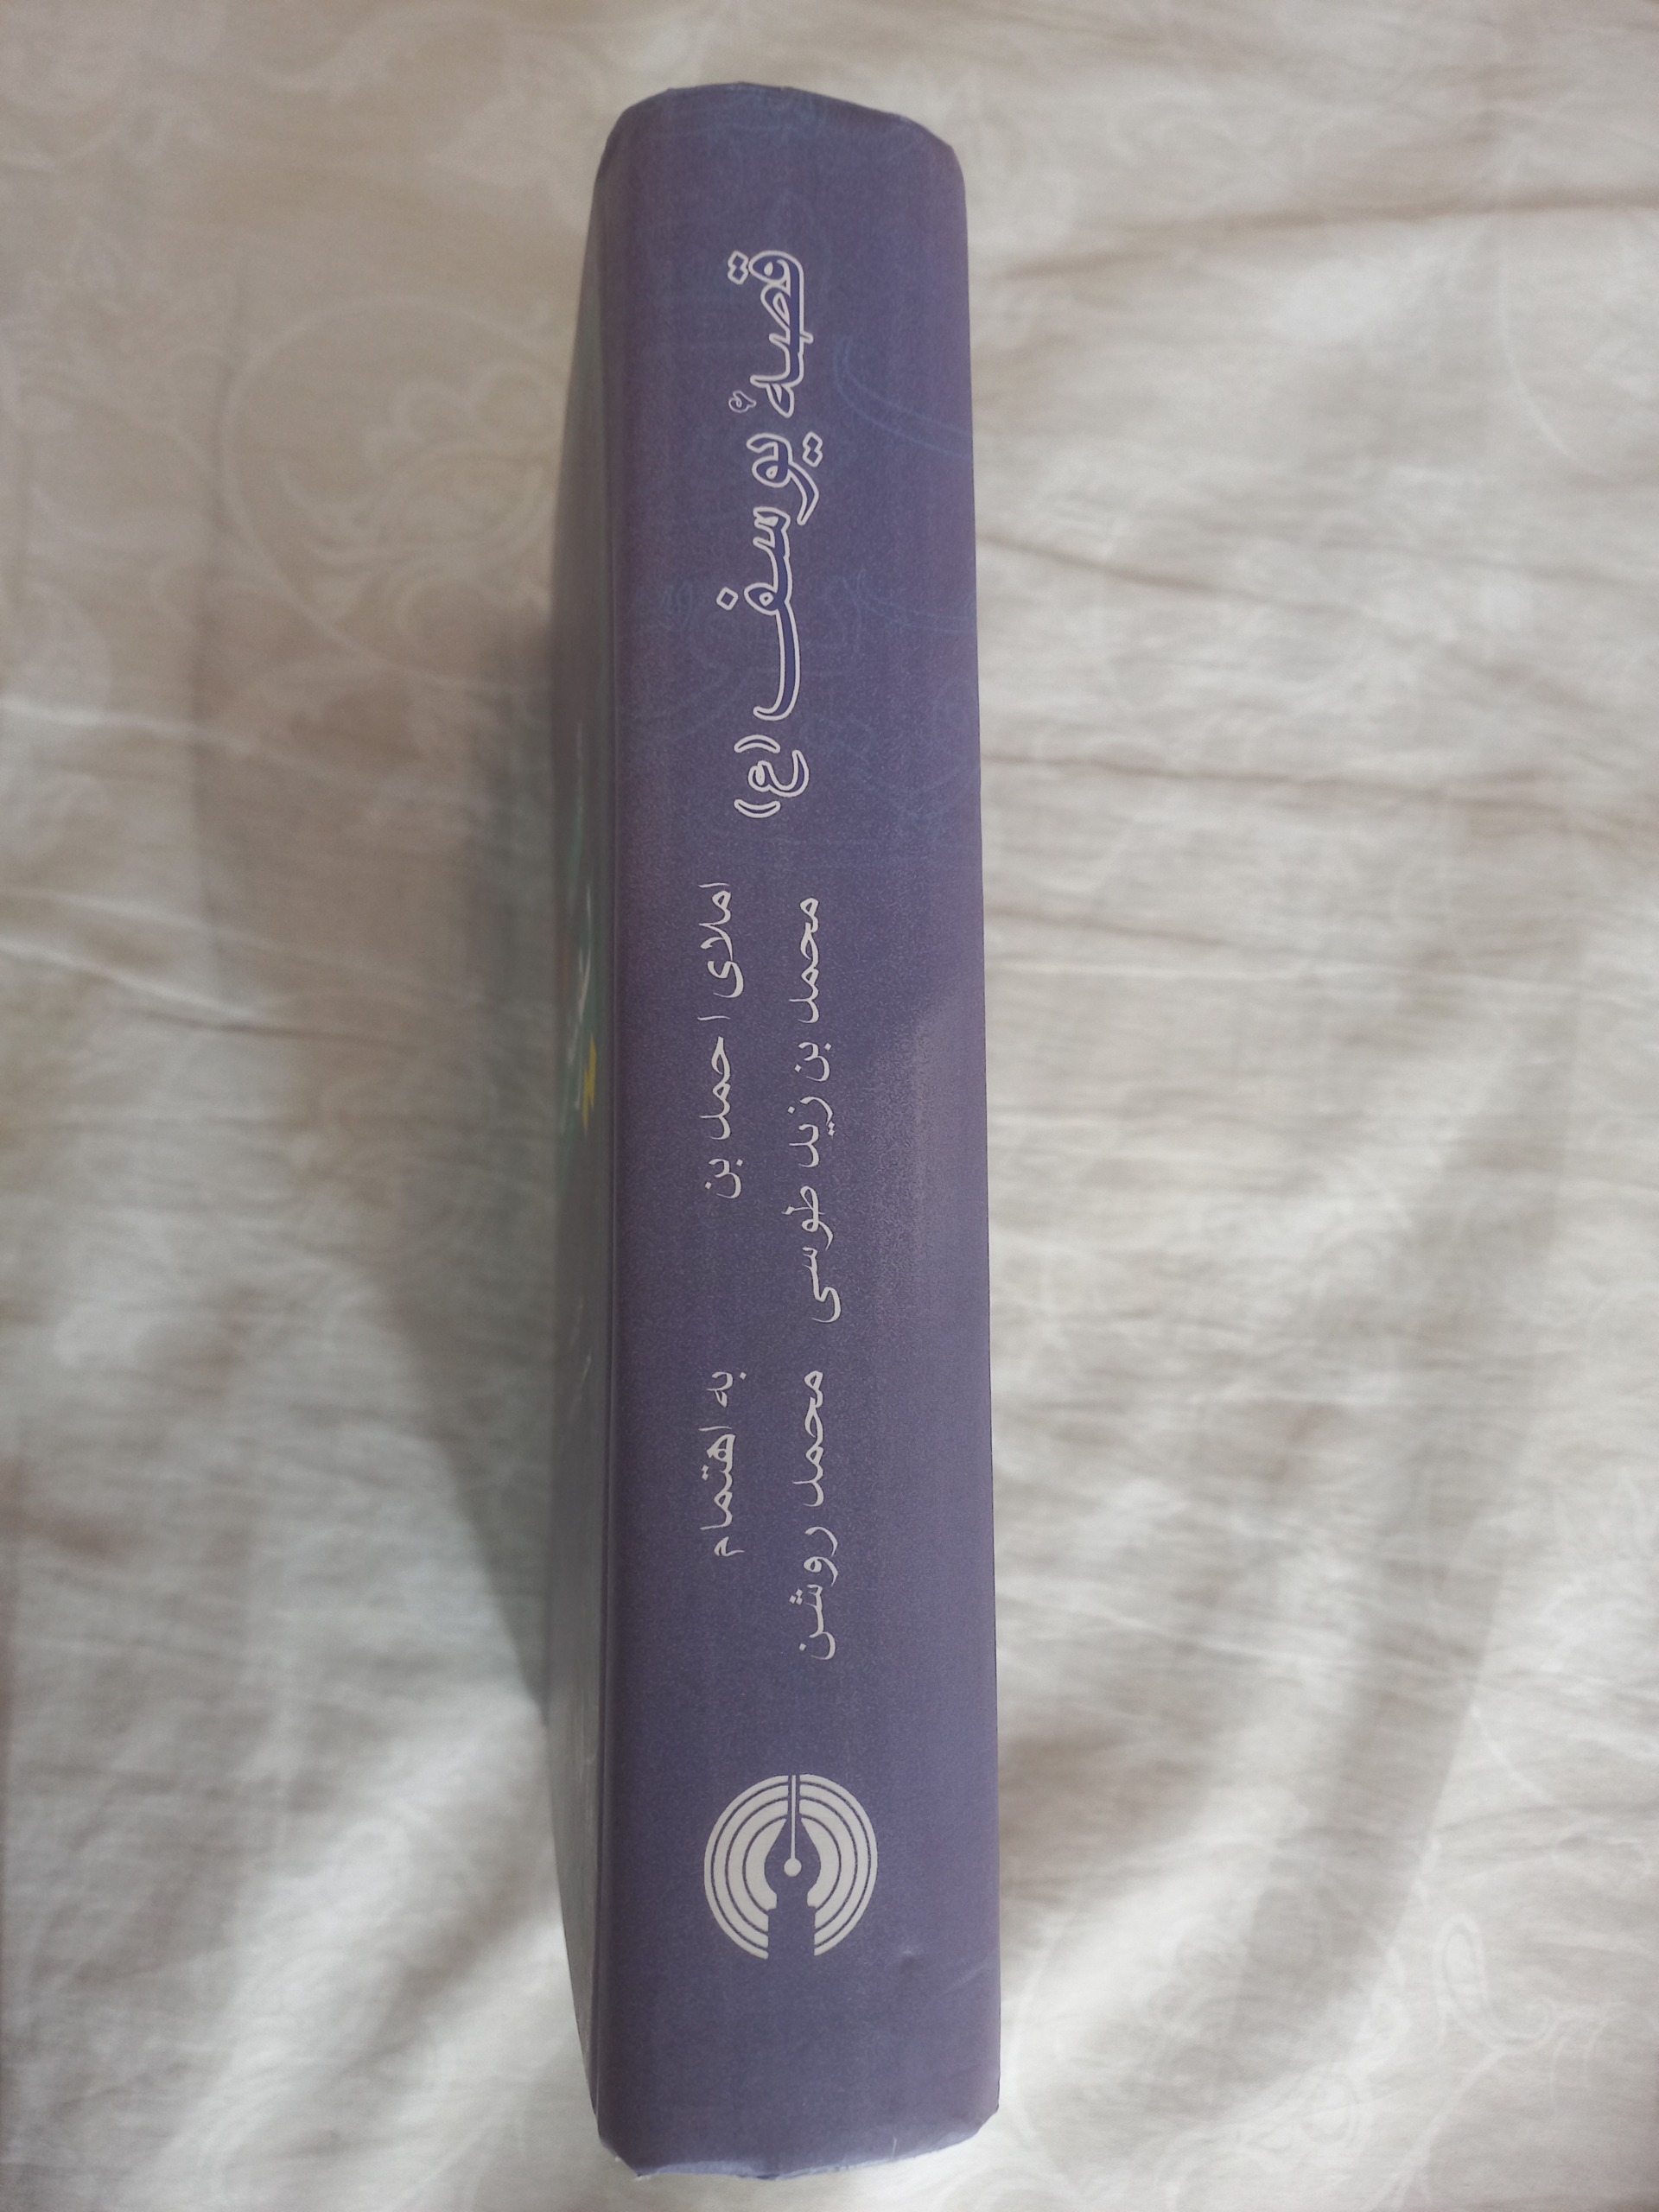 قصهٔ یوسف (ع)
املای احمد بن
محمد بن زید طوسی
به اهتمام
محمد روشن